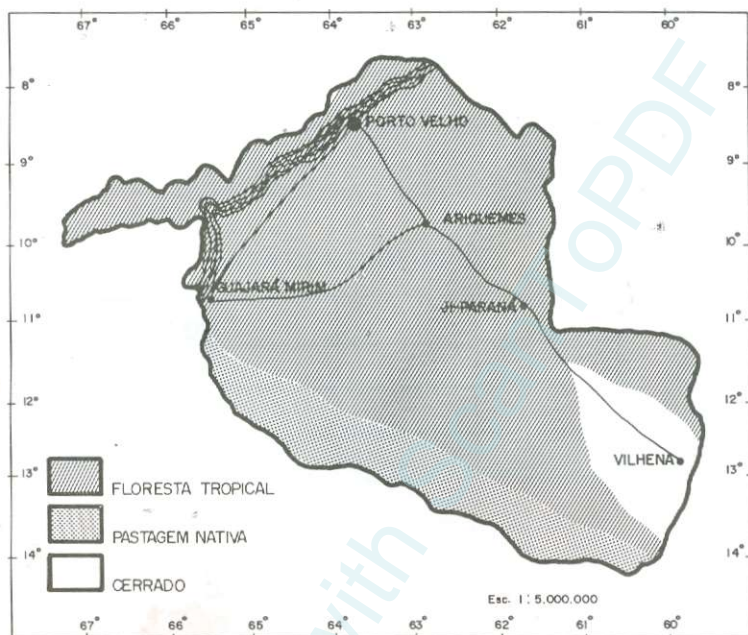 67° 66° 65° 64° 63° 62° 61° 60°
8° 8°
PORTO VELHO
9° 9°
ARIQUEMES
10° 10°
GUAJARÁ MIRIM
JI-PARANÁ
11° 11°
12° 12°
VILHENA
13° 13°
FLORESTA TROPICAL
PASTAGEM NATIVA
14° 14°
CERRADO
Esc. 1:5.000.000
67° 66° 65° 64° 63° 62° 61° 60°
with ScanToPDF